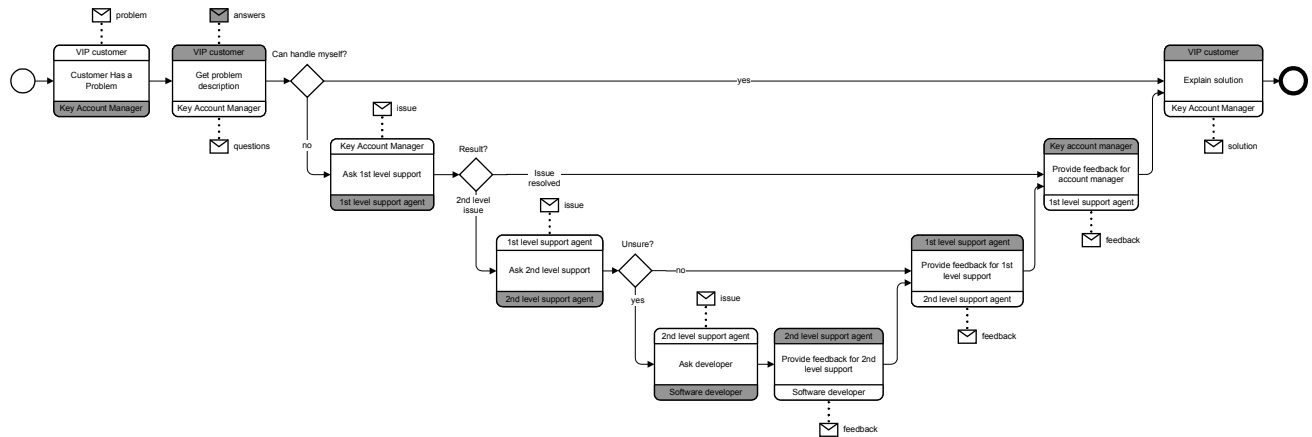 problem
VIP customer
Customer Has a
Problem
Key Account Manager
answers
VIP customer
Get problem
description
Key Account Manager
questions
Can handle myself?
yes
no
issue
Key Account Manager
Ask 1st level support
1st level support agent
Result?
Issue
resolved
2nd level
issue
issue
1st level support agent
Ask 2nd level support
2nd level support agent
Unsure?
no
yes
issue
2nd level support agent
Ask developer
Software developer
2nd level support agent
Provide feedback for 2nd
level support
Software developer
feedback
1st level support agent
Provide feedback for 1st
level support
2nd level support agent
feedback
Key account manager
Provide feedback for
account manager
1st level support agent
feedback
VIP customer
Explain solution
Key Account Manager
solution